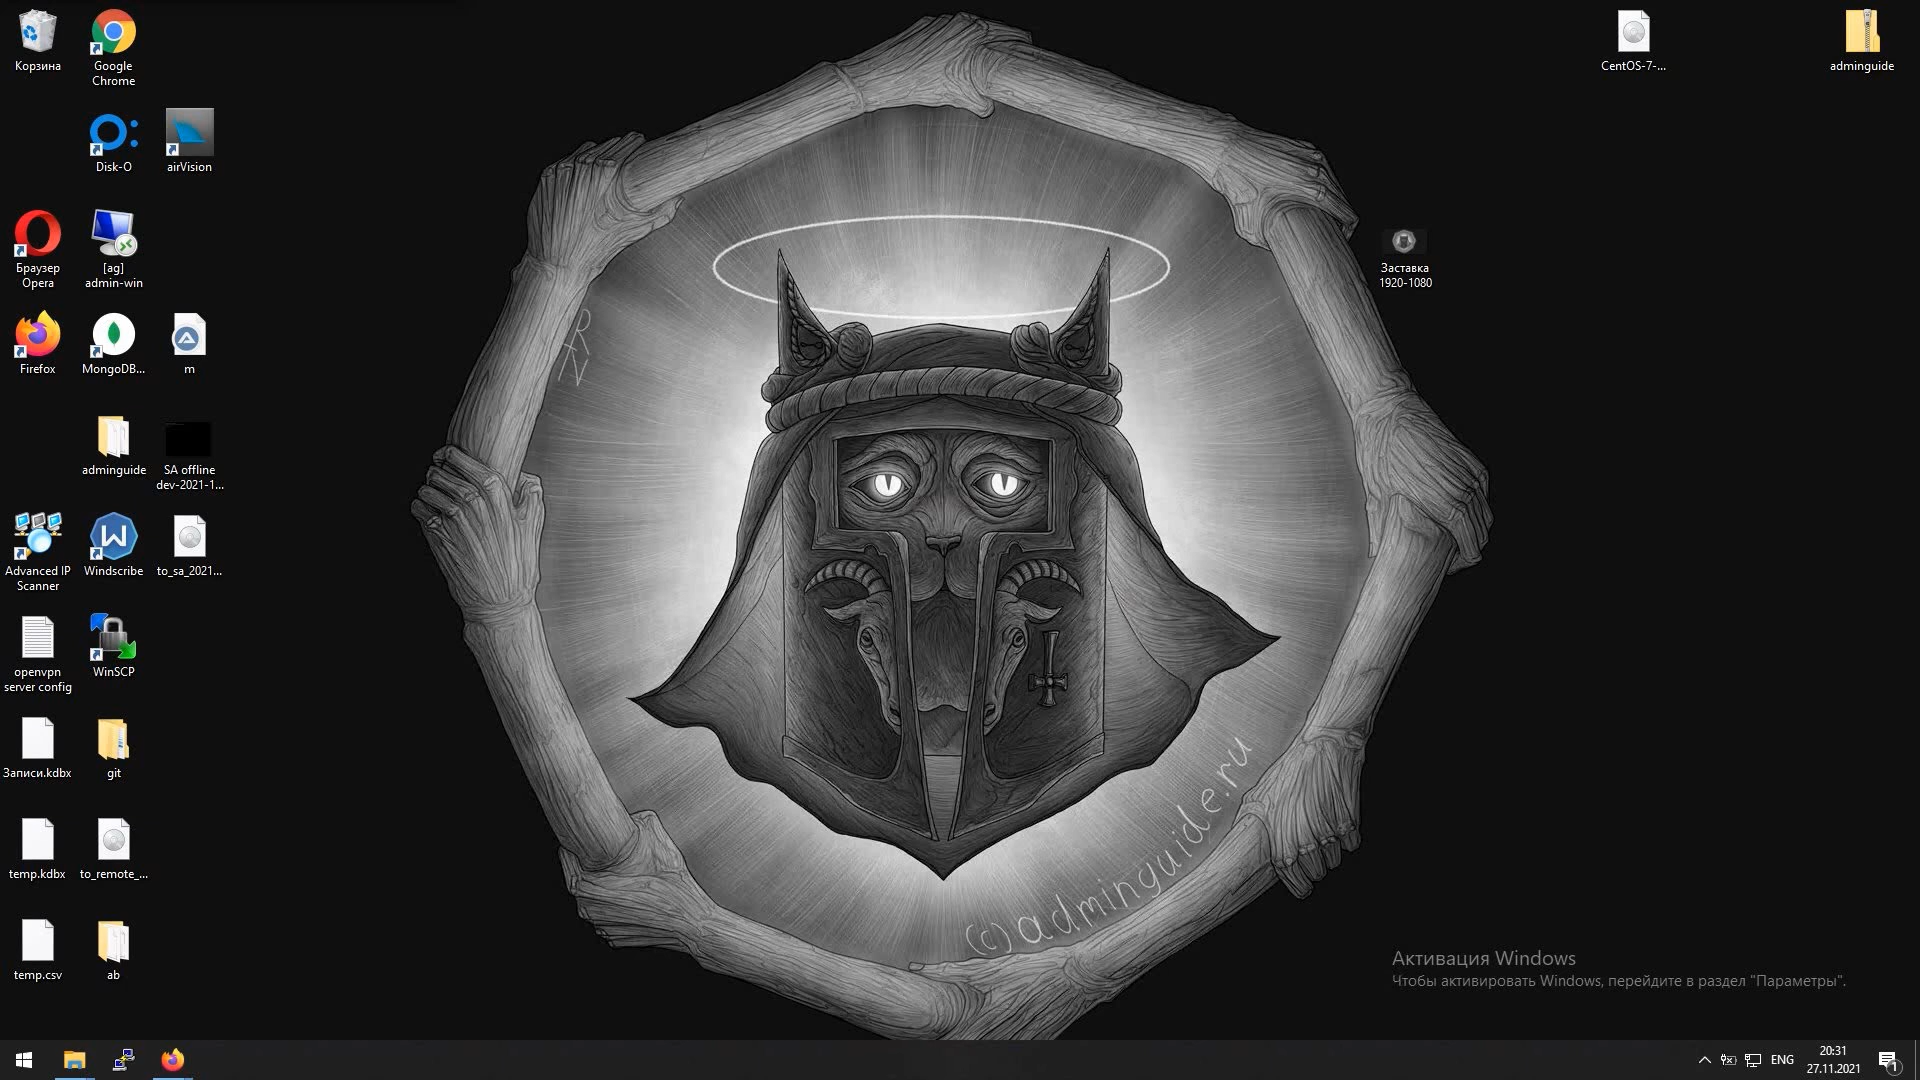 Корзина
Google
Chrome
CentOS-7-...
adminguide
Disk-O
airVision
Браузер
Opera
[ag]
admin-win
Заставка
1920-1080
Firefox
MongoDB...
m
adminguide
SA offline
dev-2021-1...
Advanced IP
Scanner
Windscribe
to_sa_2021...
openvpn
server config
WinSCP
Записи.kdbx
git
temp.kdbx
to_remote_...
temp.csv
ab
(c) adminguide.ru
Активация Windows
Чтобы активировать Windows, перейдите в раздел "Параметры".
ENG
20:31
27.11.2021
1